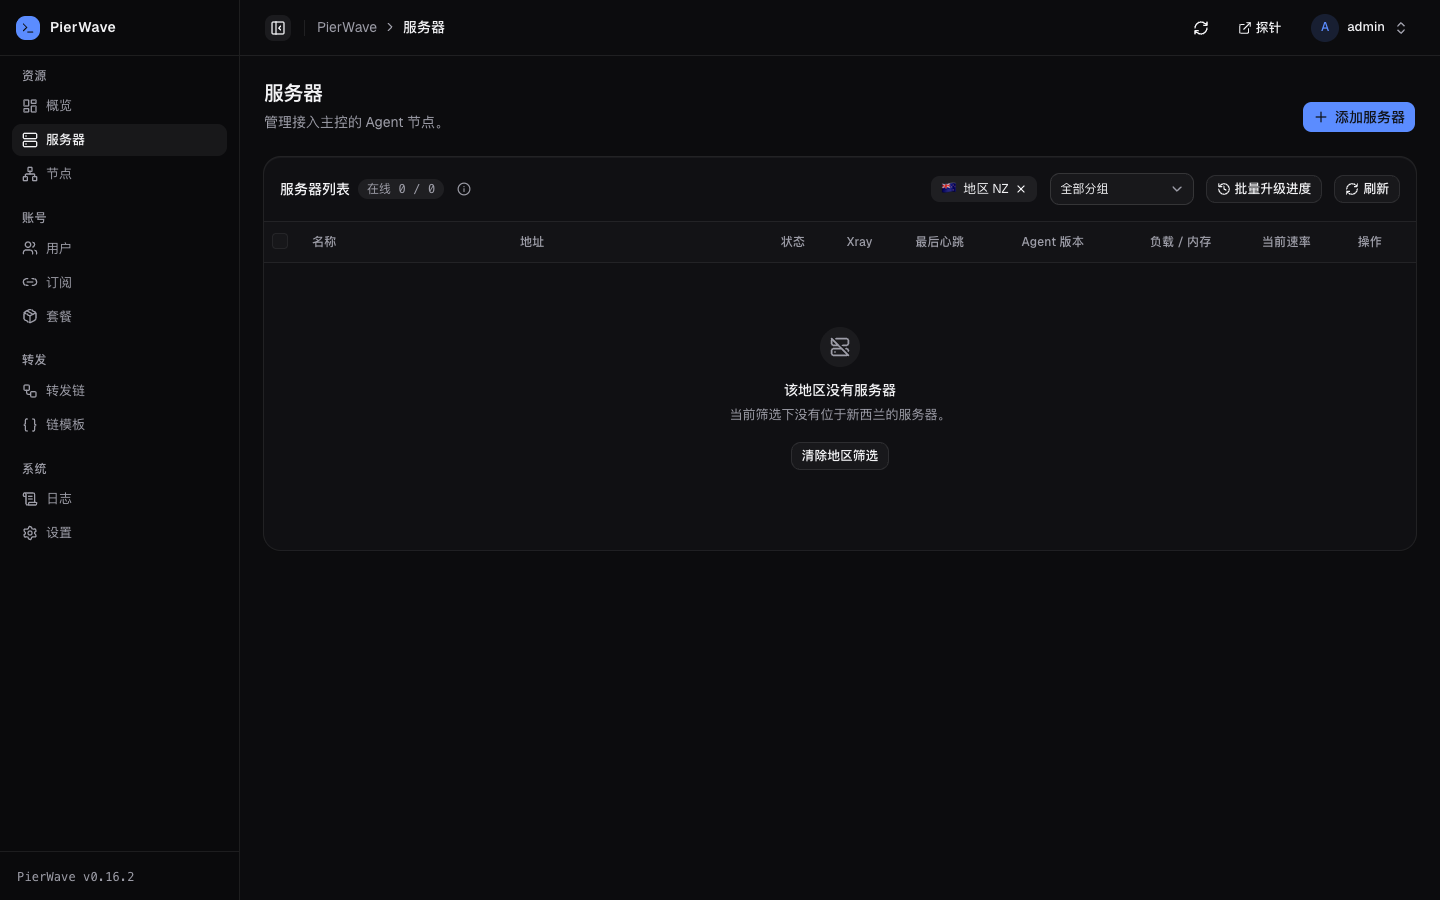 PierWave
PierWave
服务器
探针
A
admin
资源
概览
服务器
节点
账号
用户
订阅
套餐
转发
转发链
链模板
系统
日志
设置
PierWave v0.16.2
服务器
管理接入主控的 Agent 节点。
添加服务器
服务器列表
在线 0 / 0
地区 NZ
全部分组
批量升级进度
刷新
名称
地址
状态
Xray
最后心跳
Agent 版本
负载 / 内存
当前速率
操作
该地区没有服务器
当前筛选下没有位于新西兰的服务器。
清除地区筛选